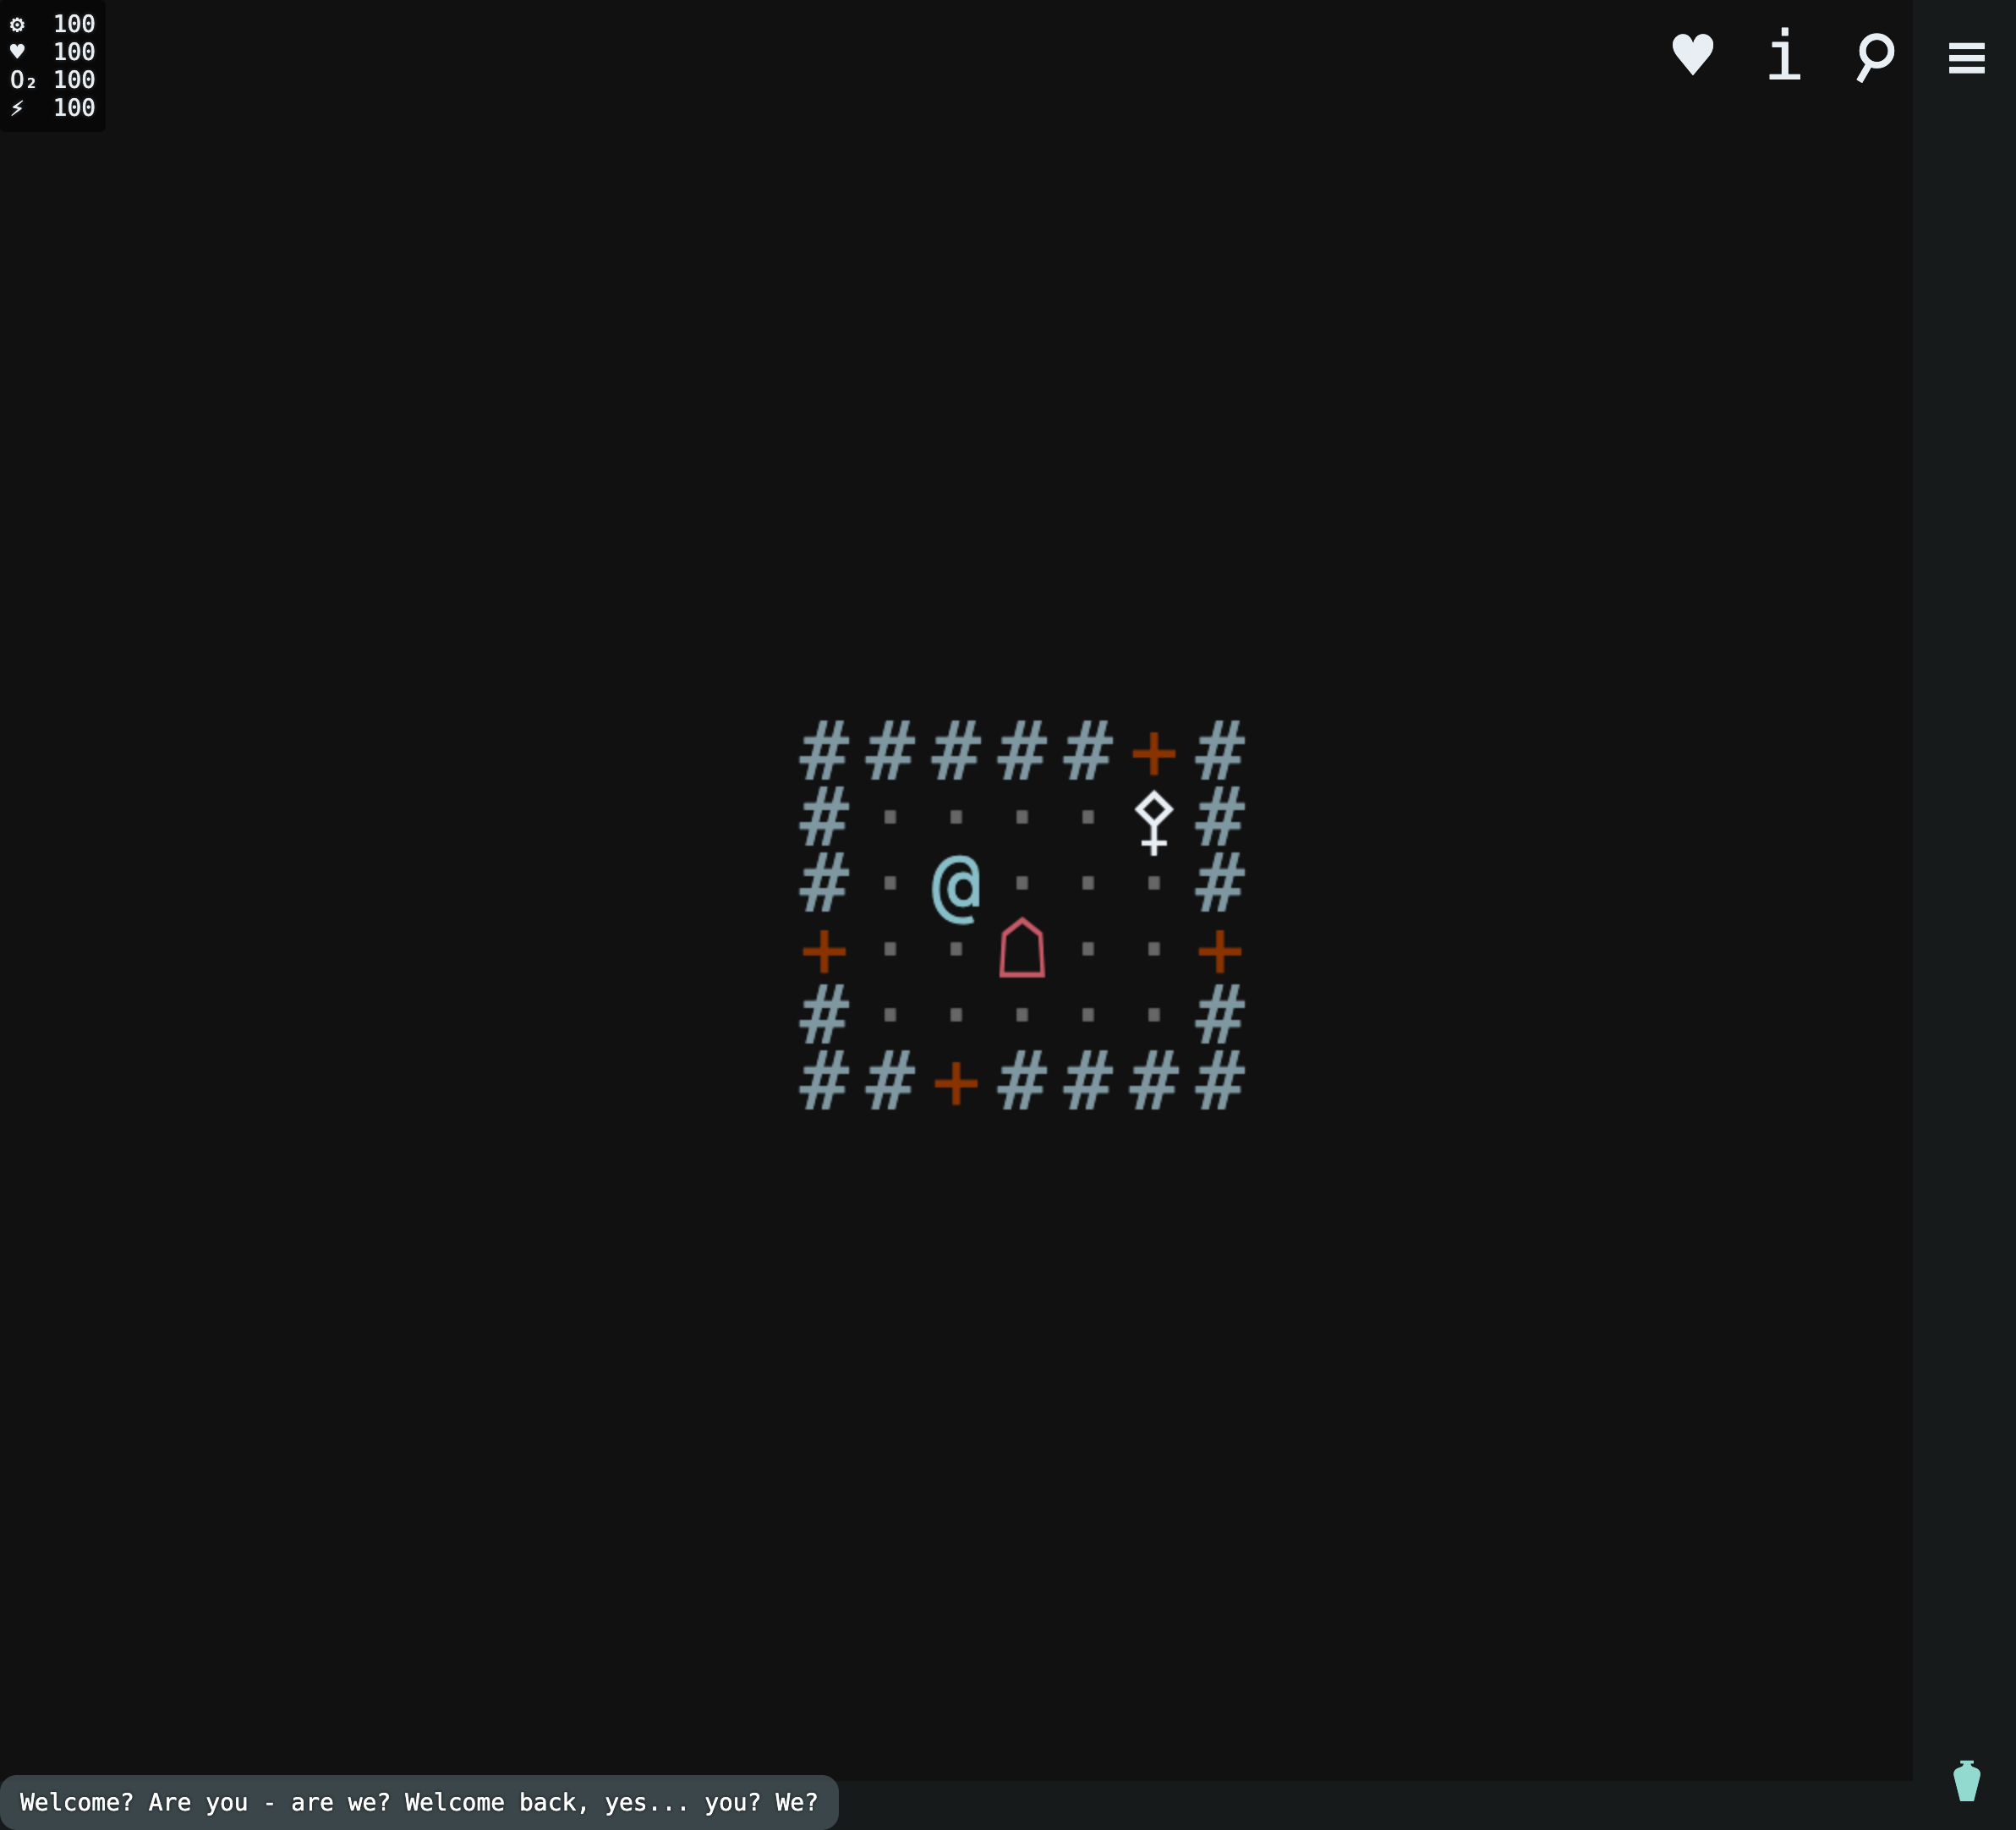 ⚙ 100
♥ 100
O₂ 100
⚡ 100
♥ i
# # # # # + #
# . . . . #
# . @ . . . #
+ . . . . +
# . . . . . #
# # + # # # #
Welcome? Are you - are we? Welcome back, yes... you? We?